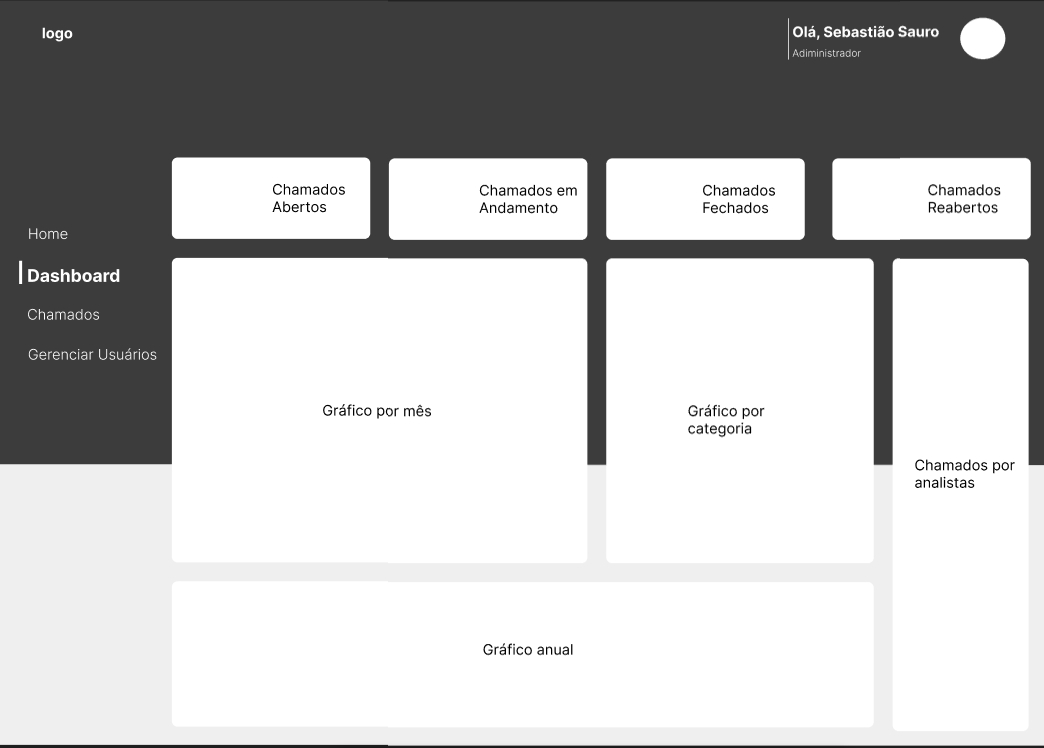 logo
Olá, Sebastião Sauro
Adiministrador
Chamados
Abertos
Chamados em
Andamento
Chamados
Fechados
Chamados
Reabertos
Home
Dashboard
Chamados
Gerenciar Usuários
Gráfico por mês
Gráfico por
categoria
Chamados por
analistas
Gráfico anual